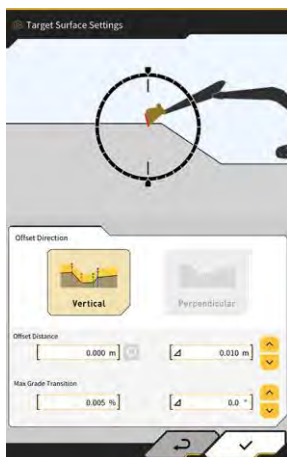 Target Surface Settings
Offset Direction
Vertical
Perpendicular
Offset Distance
[ 0.000 m] [⊿ 0.010 m]
Max Grade Transition
[ 0.005 %] [⊿ 0.0 °]